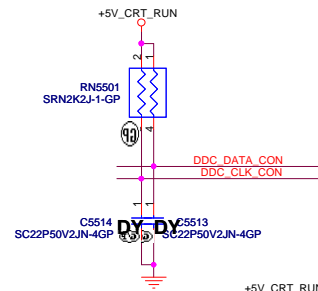 +5V_CRT_RUN
2 1
RN5501
SRN2K2J-1-GP
4
DDC_DATA_CON
DDC_CLK_CON
1 1
C5514 DY DY C5513
SC22P50V2JN-4GP SC22P50V2JN-4GP
+5V_CRT_RUN